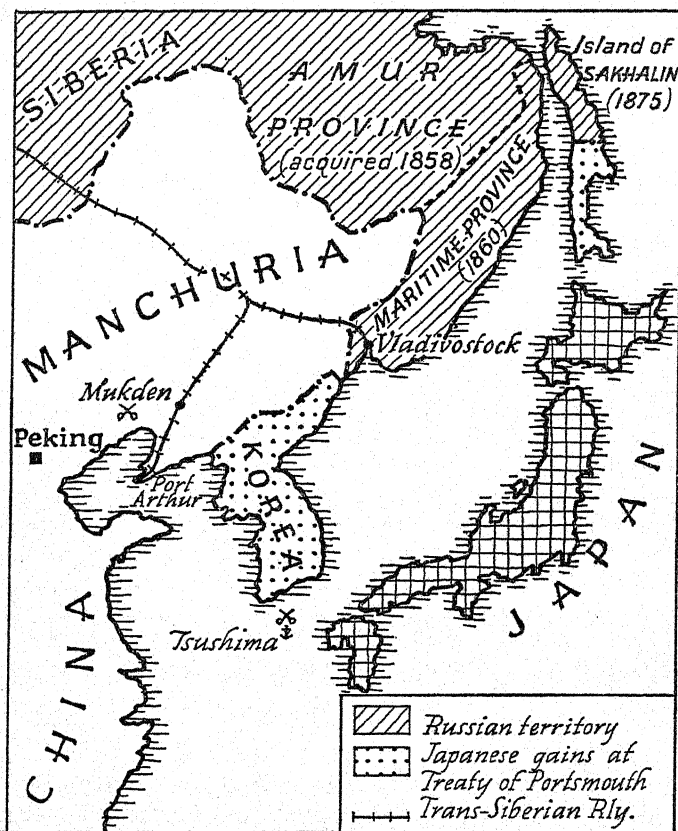 SIBERIA
AMUR
PROVINCE
(acquired 1858)
Island of
SAKHALIN
(1875)
MARITIME PROVINCE
(1860)
MANCHURIA
Vladivostock
Mukden
Peking
Port
Arthur
KOREA
JAPAN
Tsushima
CHINA
Russian territory
Japanese gains at
Treaty of Portsmouth
Trans-Siberian Rly.